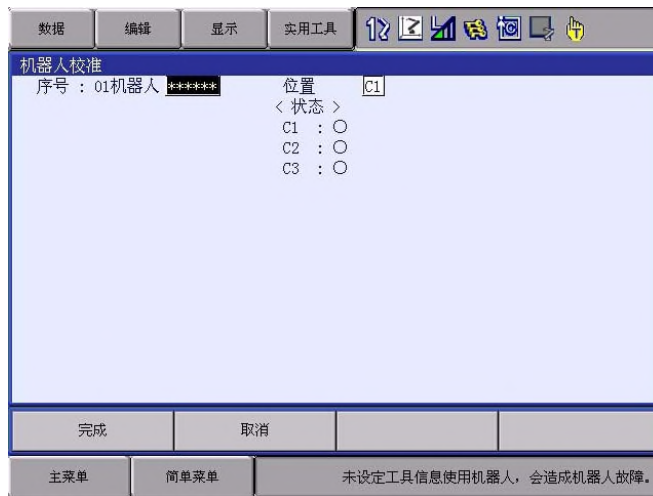 数据 编辑 显示 实用工具
机器人校准
序号 : 01机器人 ****** 位置 C1
< 状态 >
C1 : ○
C2 : ○
C3 : ○
完成 取消
主菜单 简单菜单 未设定工具信息使用机器人，会造成机器人故障。